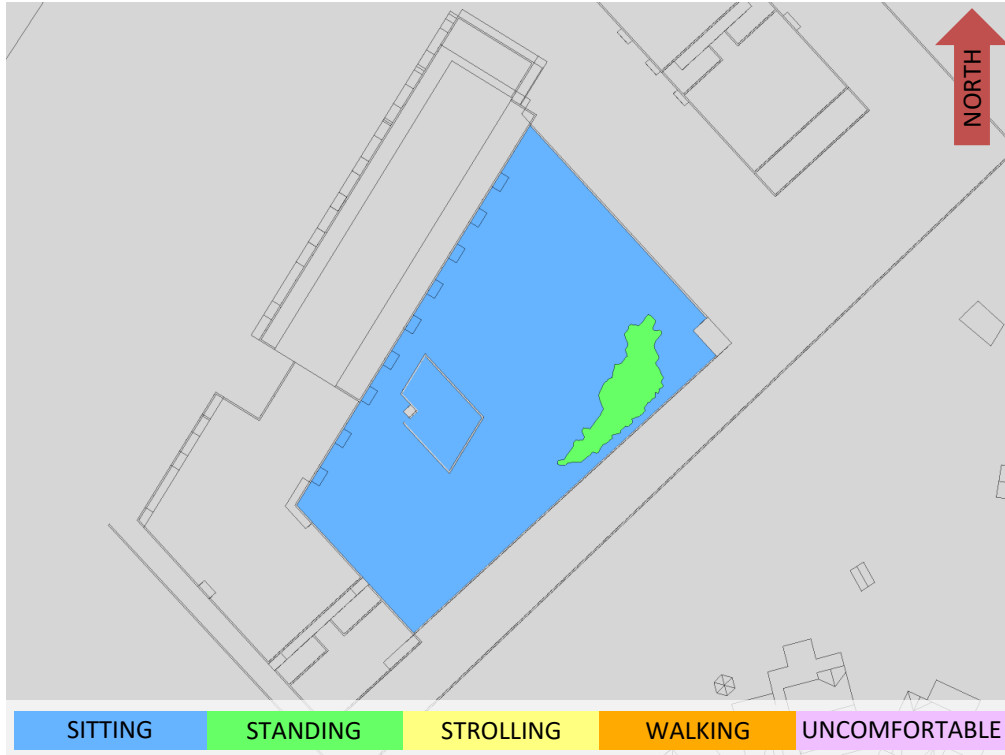 NORTH
SITTING
STANDING
STROLLING
WALKING
UNCOMFORTABLE